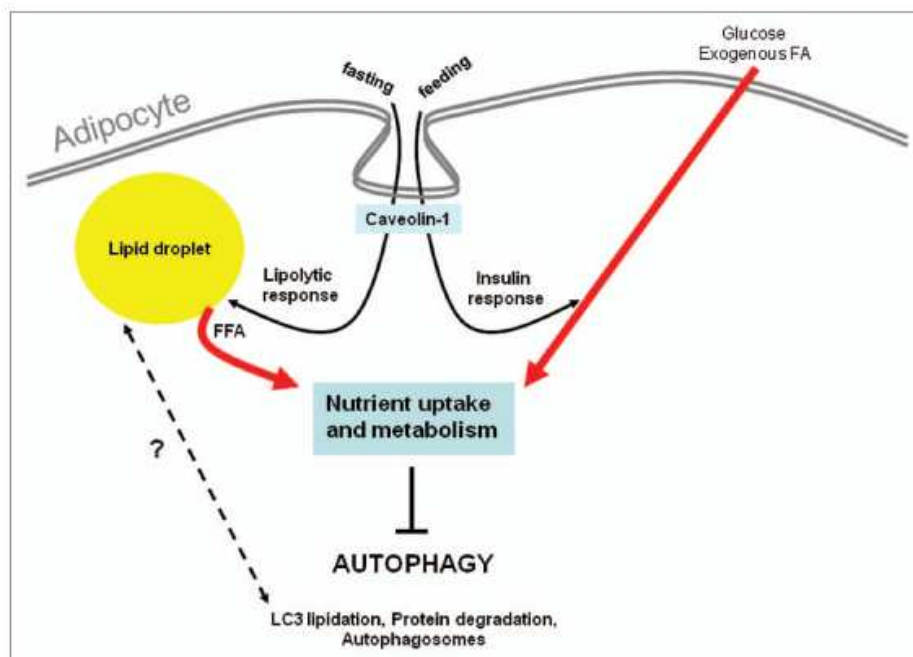 Glucose
Exogenous FA
fasting
feeding
Adipocyte
Caveolin-1
Lipid droplet
Lipolytic
response
Insulin
response
FFA
Nutrient uptake
and metabolism
?
AUTOPHAGY
LC3 lipidation, Protein degradation,
Autophagosomes